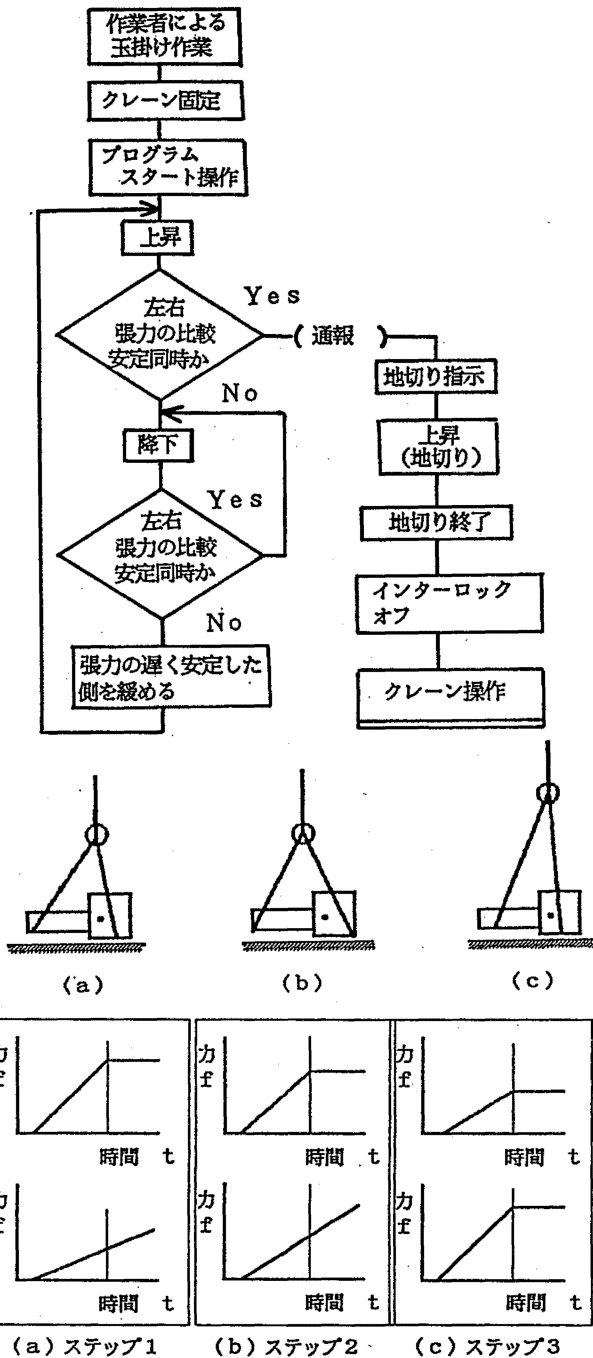 作業者による
玉掛け作業
クレーン固定
プログラム
スタート操作
上昇
左右
張力の比較
安定同時か
Yes
(通報)
No
降下
左右
張力の比較
安定同時か
Yes
No
張力の遅く安定した
側を緩める
地切り指示
上昇
(地切り)
地切り終了
インターロック
オフ
クレーン操作
(a)
(b)
(c)
力
f
時間 t
力
f
時間 t
力
f
時間 t
力
f
時間 t
力
f
時間 t
力
f
時間 t
(a)ステップ1
(b)ステップ2
(c)ステップ3